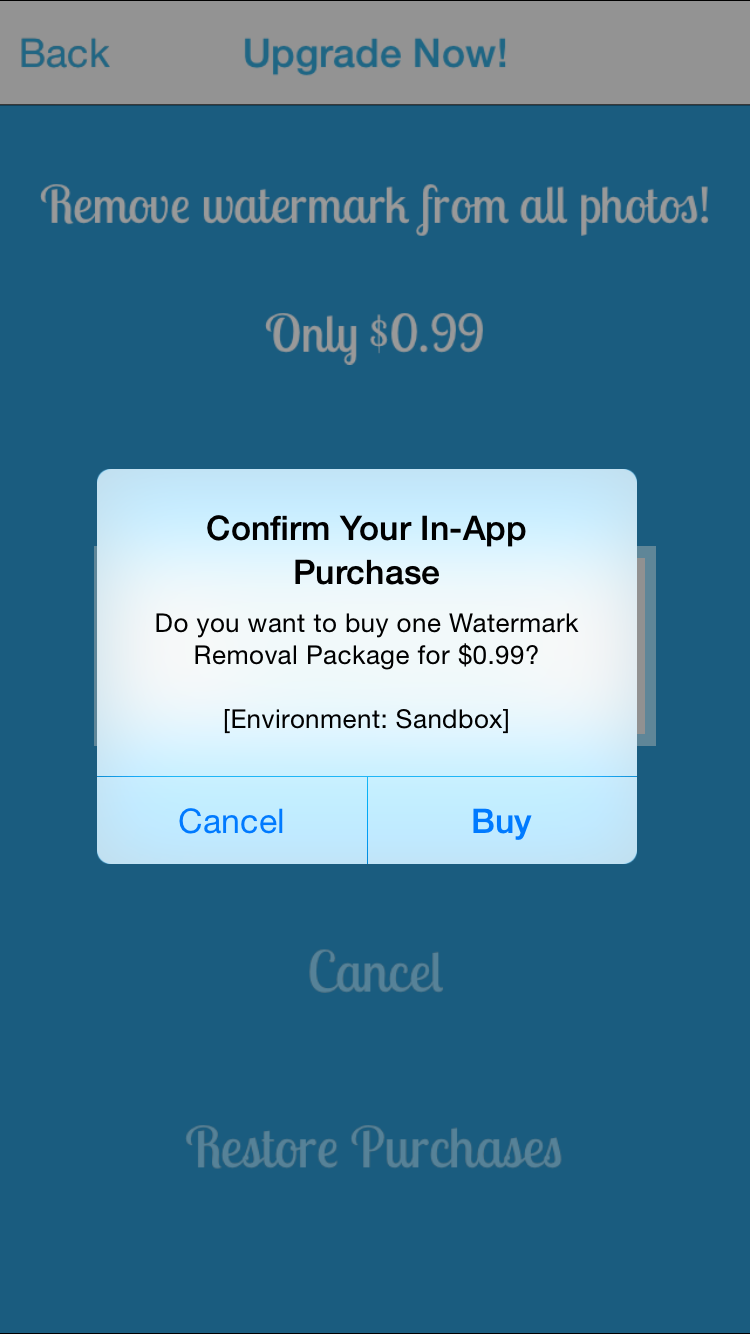 Back
Upgrade Now!
Remove watermark from all photos!
Only $0.99
Confirm Your In-App
Purchase
Do you want to buy one Watermark
Removal Package for $0.99?
[Environment: Sandbox]
Cancel
Buy
Cancel
Restore Purchases